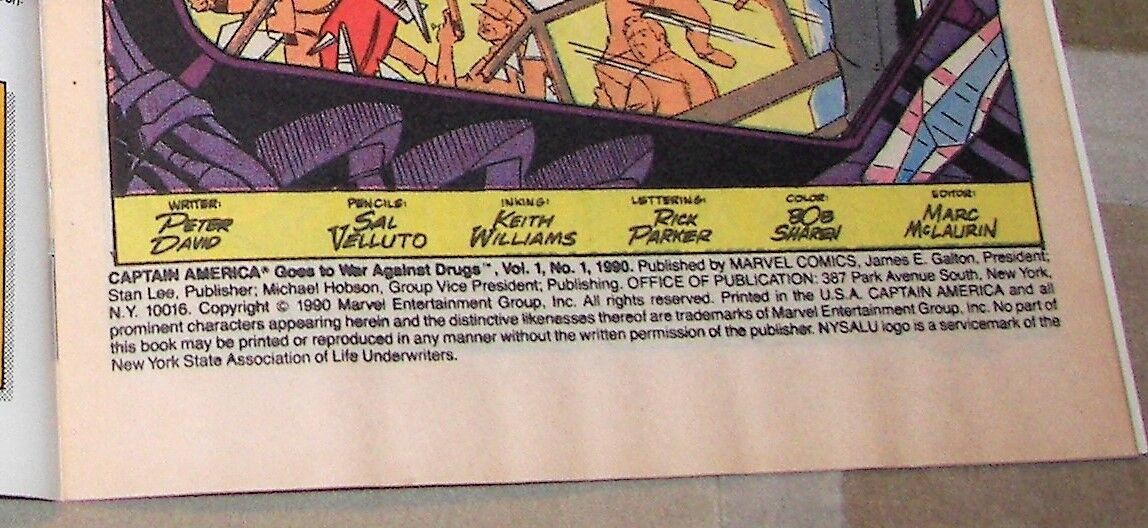 WRITER: PENCILS: INKING: LETTERING: COLOR: EDITOR:
PETER SAL KEITH RICK BOB MARC
DAVID VELLUTO WILLIAMS PARKER SHAREN McLAURIN
CAPTAIN AMERICA® Goes to War Against Drugs™, Vol. 1, No. 1, 1990. Published by MARVEL COMICS, James E. Galton, President;
Stan Lee, Publisher; Michael Hobson, Group Vice President; Publishing. OFFICE OF PUBLICATION: 387 Park Avenue South, New York,
N.Y. 10016. Copyright © 1990 Marvel Entertainment Group, Inc. All rights reserved. Printed in the U.S.A. CAPTAIN AMERICA and all
prominent characters appearing herein and the distinctive likenesses thereof are trademarks of Marvel Entertainment Group, Inc. No part of
this book may be printed or reproduced in any manner without the written permission of the publisher. NYSALU logo is a servicemark of the
New York State Association of Life Underwriters.